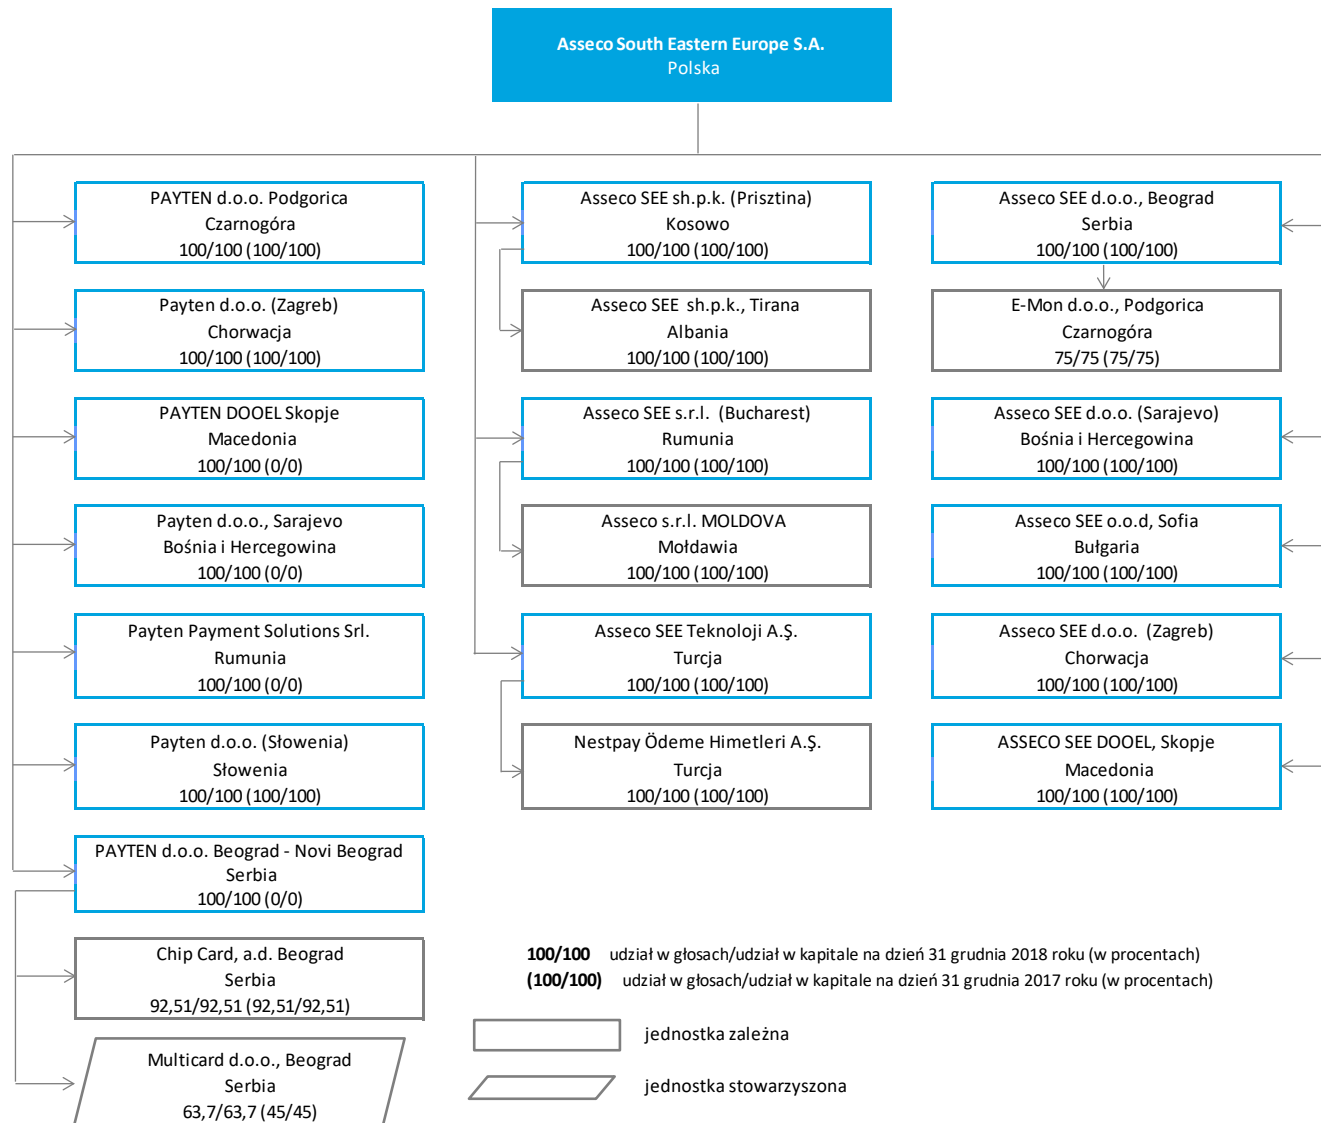 Asseco South Eastern Europe S.A.
Polska
PAYTEN d.o.o. Podgorica
Czarnogóra
100/100 (100/100)
Payten d.o.o. (Zagreb)
Chorwacja
100/100 (100/100)
PAYTEN DOOEL Skopje
Macedonia
100/100 (0/0)
Payten d.o.o., Sarajevo
Bośnia i Hercegowina
100/100 (0/0)
Payten Payment Solutions Srl.
Rumunia
100/100 (0/0)
Payten d.o.o. (Słowenia)
Słowenia
100/100 (100/100)
PAYTEN d.o.o. Beograd - Novi Beograd
Serbia
100/100 (0/0)
Chip Card, a.d. Beograd
Serbia
92,51/92,51 (92,51/92,51)
Multicard d.o.o., Beograd
Serbia
63,7/63,7 (45/45)
Asseco SEE sh.p.k. (Prisztina)
Kosowo
100/100 (100/100)
Asseco SEE sh.p.k., Tirana
Albania
100/100 (100/100)
Asseco SEE s.r.l. (Bucharest)
Rumunia
100/100 (100/100)
Asseco s.r.l. MOLDOVA
Mołdawia
100/100 (100/100)
Asseco SEE Teknoloji A.Ş.
Turcja
100/100 (100/100)
Nestpay Ödeme Himetleri A.Ş.
Turcja
100/100 (100/100)
Asseco SEE d.o.o., Beograd
Serbia
100/100 (100/100)
E-Mon d.o.o., Podgorica
Czarnogóra
75/75 (75/75)
Asseco SEE d.o.o. (Sarajevo)
Bośnia i Hercegowina
100/100 (100/100)
Asseco SEE o.o.d, Sofia
Bułgaria
100/100 (100/100)
Asseco SEE d.o.o. (Zagreb)
Chorwacja
100/100 (100/100)
ASSECO SEE DOOEL, Skopje
Macedonia
100/100 (100/100)
100/100 udział w głosach/udział w kapitale na dzień 31 grudnia 2018 roku (w procentach)
(100/100) udział w głosach/udział w kapitale na dzień 31 grudnia 2017 roku (w procentach)
jednostka zależna
jednostka stowarzyszona